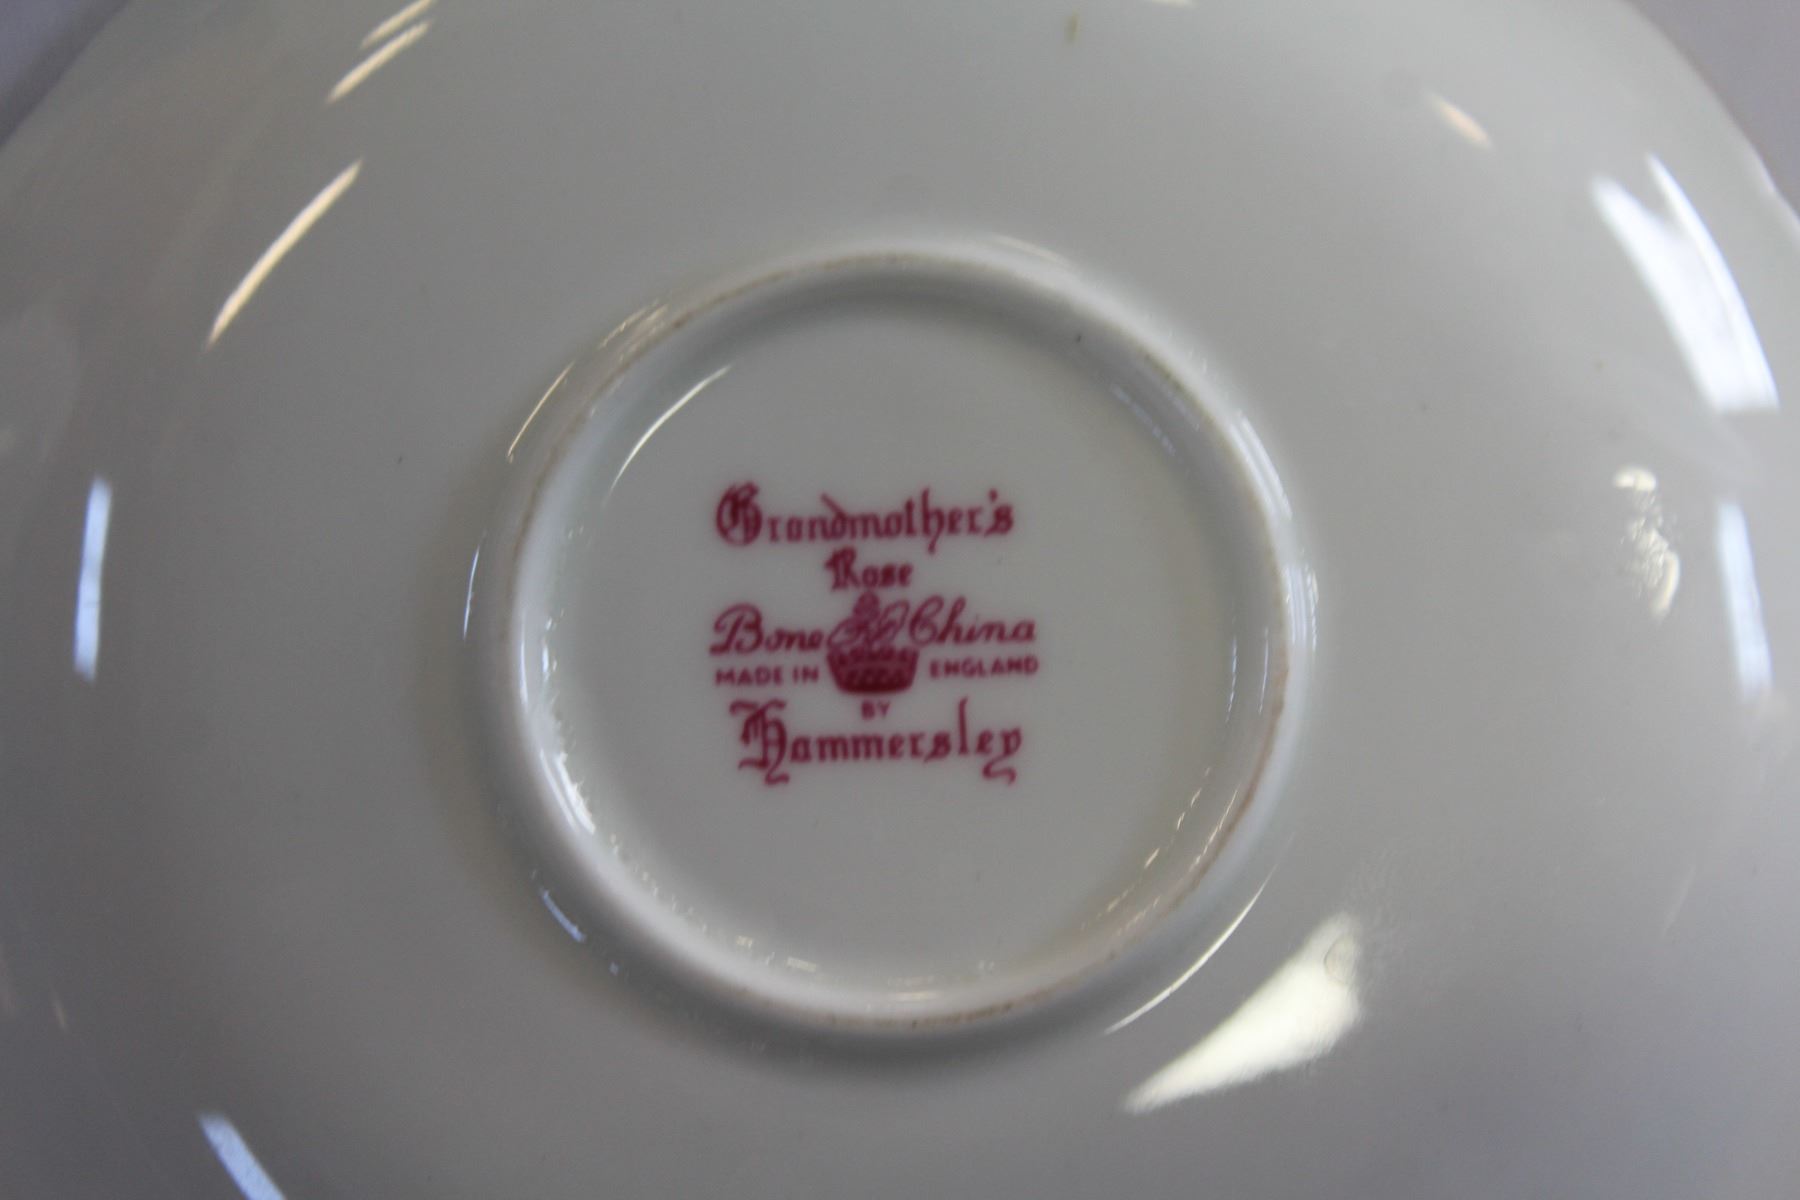 Grandmother's
Rose
Bone China
MADE IN ENGLAND
BY
Hammersley